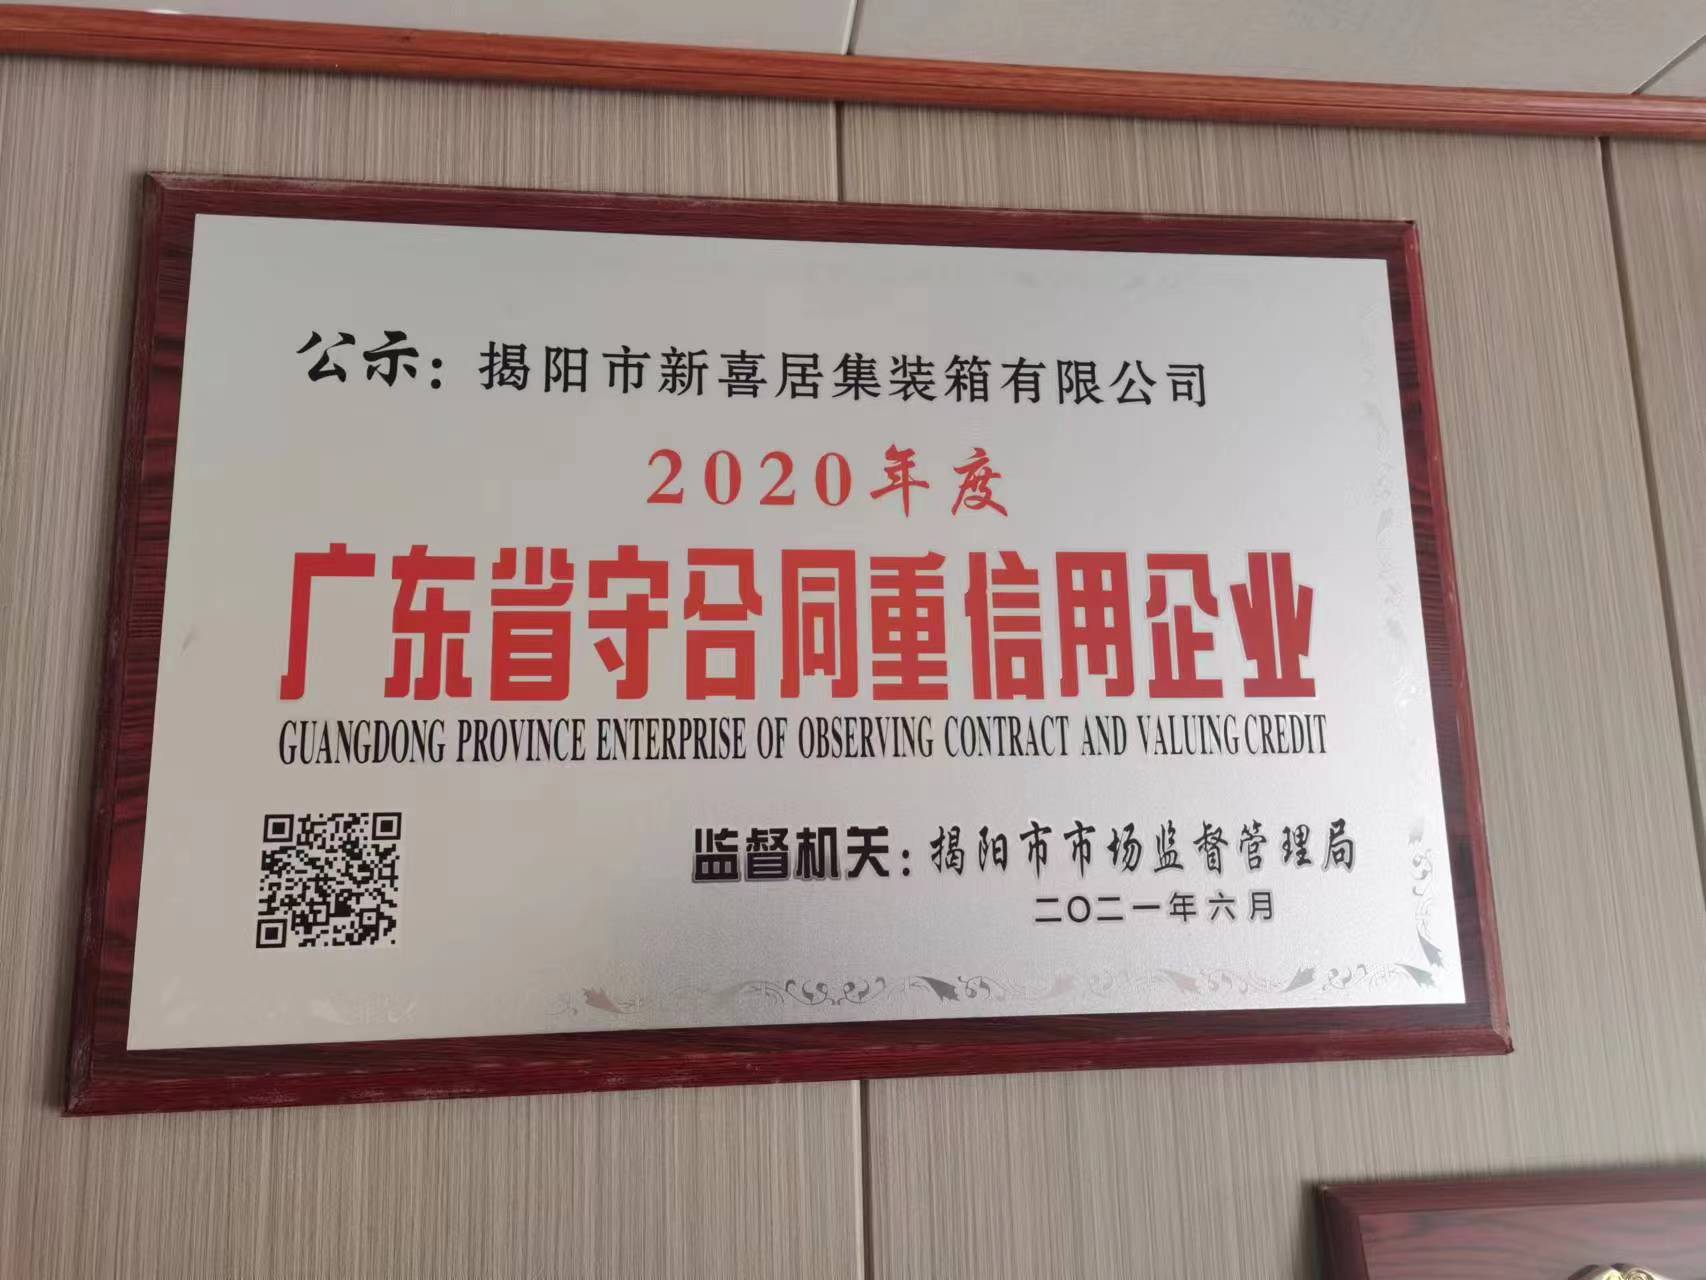 公示：揭阳市新喜居集装箱有限公司
2020年度
广东省守合同重信用企业
GUANGDONG PROVINCE ENTERPRISE OF OBSERVING CONTRACT AND VALUING CREDIT
监督机关：揭阳市市场监督管理局
二〇二一年六月